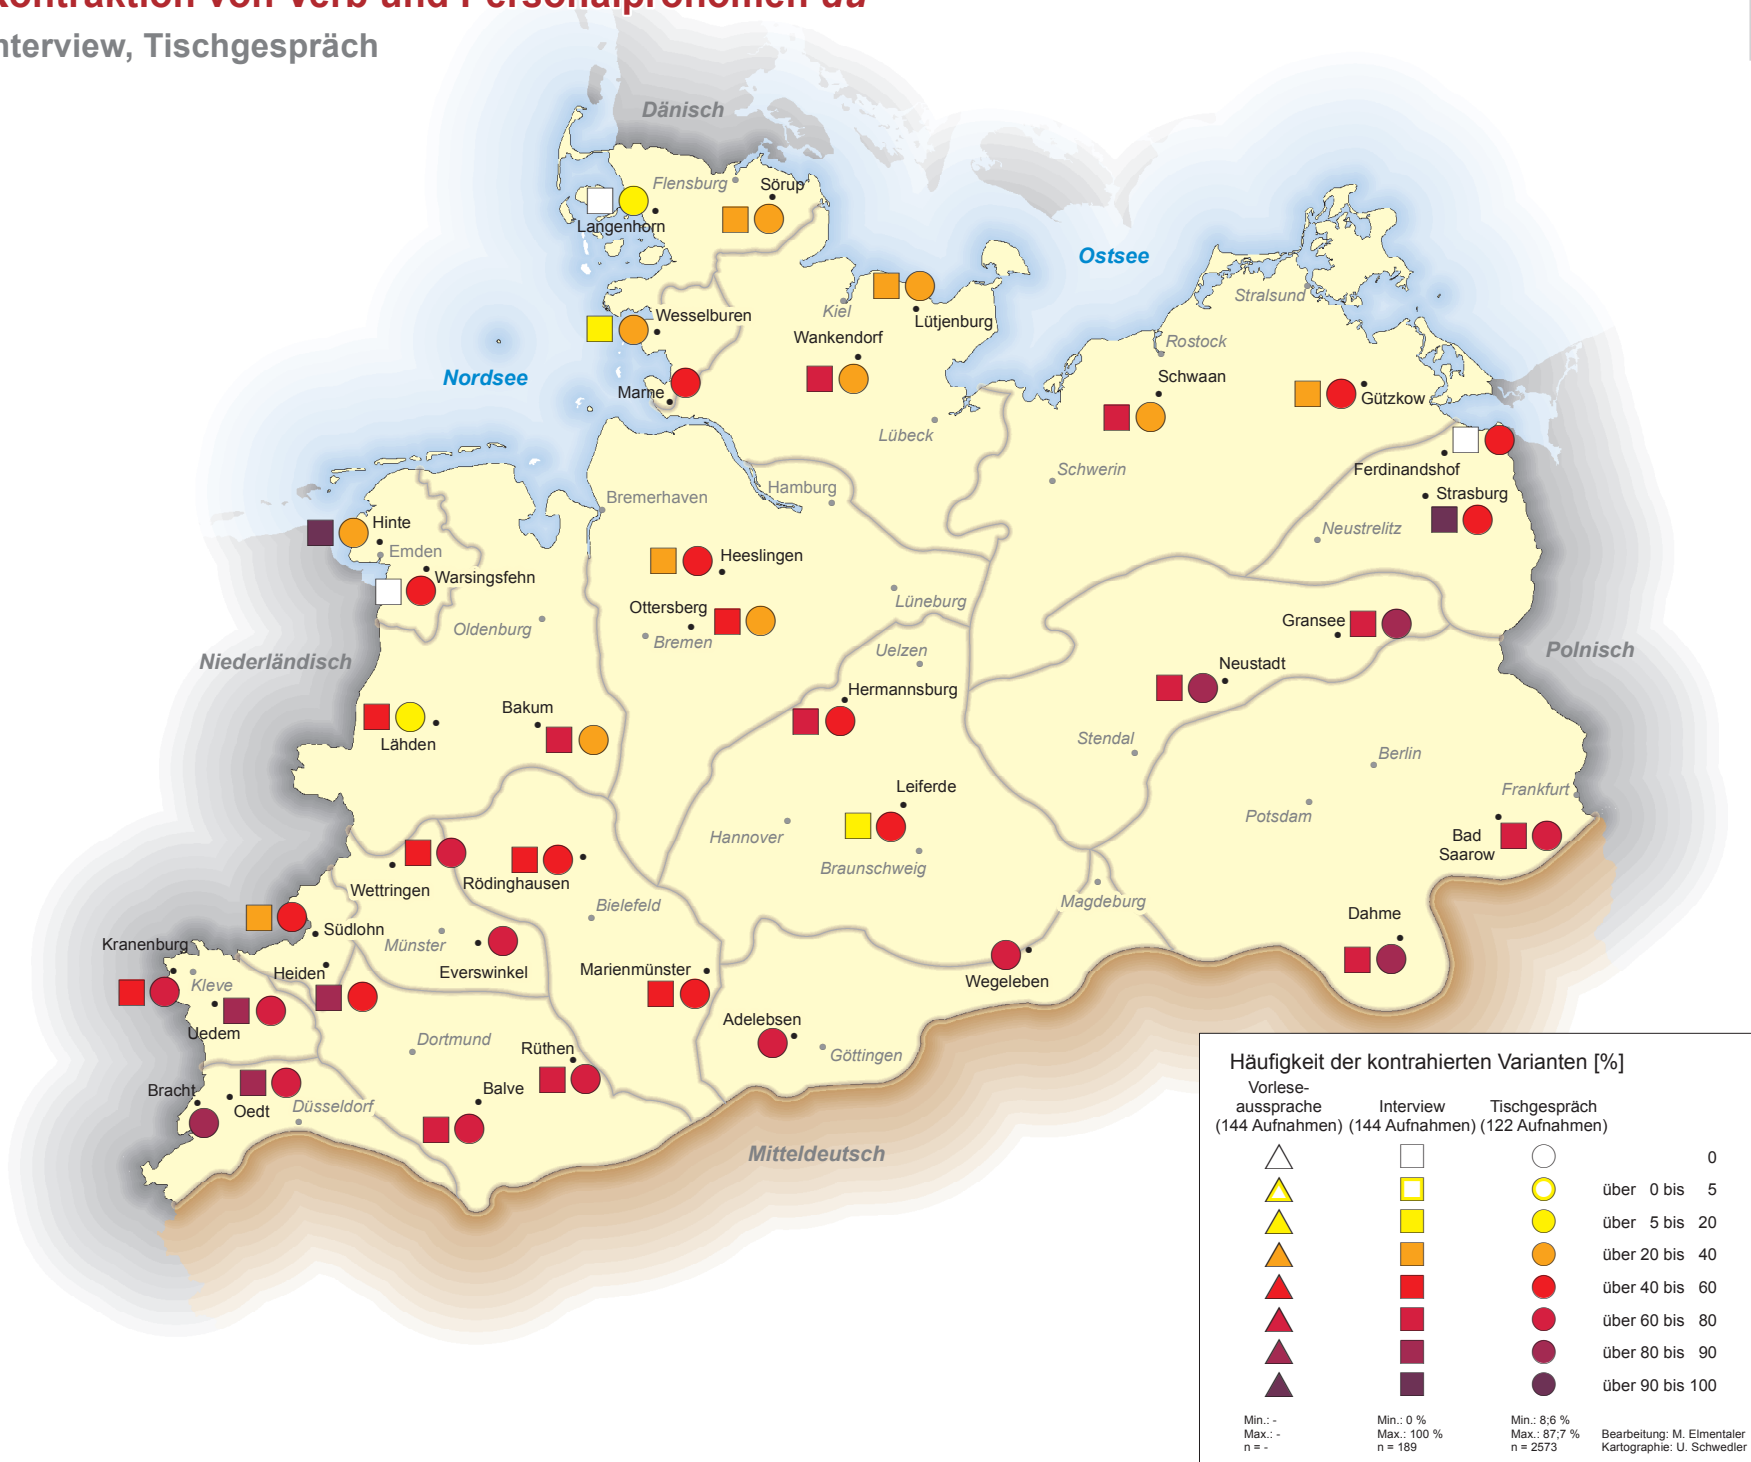 Kontraktion von Verb und Personalpronomen du
Interview, Tischgespräch
Dänisch
Flensburg
Sörup
Langenhorn
Ostsee
Kiel
Lütjenburg
Wesselburen
Wankendorf
Stralsund
Rostock
Nordsee
Marne
Schwaan
Gützkow
Lübeck
Schwerin
Ferdinandshof
Strasburg
Bremerhaven
Hamburg
Hinte
Emden
Neustrelitz
Warsingsfehn
Heeslingen
Ottersberg
Lüneburg
Oldenburg
Bremen
Gransee
Niederländisch
Uelzen
Polnisch
Neustadt
Hermannsburg
Bakum
Lähden
Stendal
Berlin
Leiferde
Frankfurt
Hannover
Potsdam
Bad
Saarow
Braunschweig
Wettringen
Rödinghausen
Bielefeld
Magdeburg
Dahme
Südlohn
Münster
Kranenburg
Heiden
Everswinkel
Marienmünster
Wegeleben
Kleve
Uedem
Adelebsen
Dortmund
Rüthen
Göttingen
Bracht
Oedt
Düsseldorf
Balve
Mitteldeutsch
Häufigkeit der kontrahierten Varianten [%]
Vorlese-
aussprache Interview Tischgespräch
(144 Aufnahmen) (144 Aufnahmen) (122 Aufnahmen)
0
über 0 bis 5
über 5 bis 20
über 20 bis 40
über 40 bis 60
über 60 bis 80
über 80 bis 90
über 90 bis 100
Min.: - Min.: 0 % Min.: 8;6 %
Max.: - Max.: 100 % Max.: 87;7 % Bearbeitung: M. Elmentaler
n = - n = 189 n = 2573 Kartographie: U. Schwedler